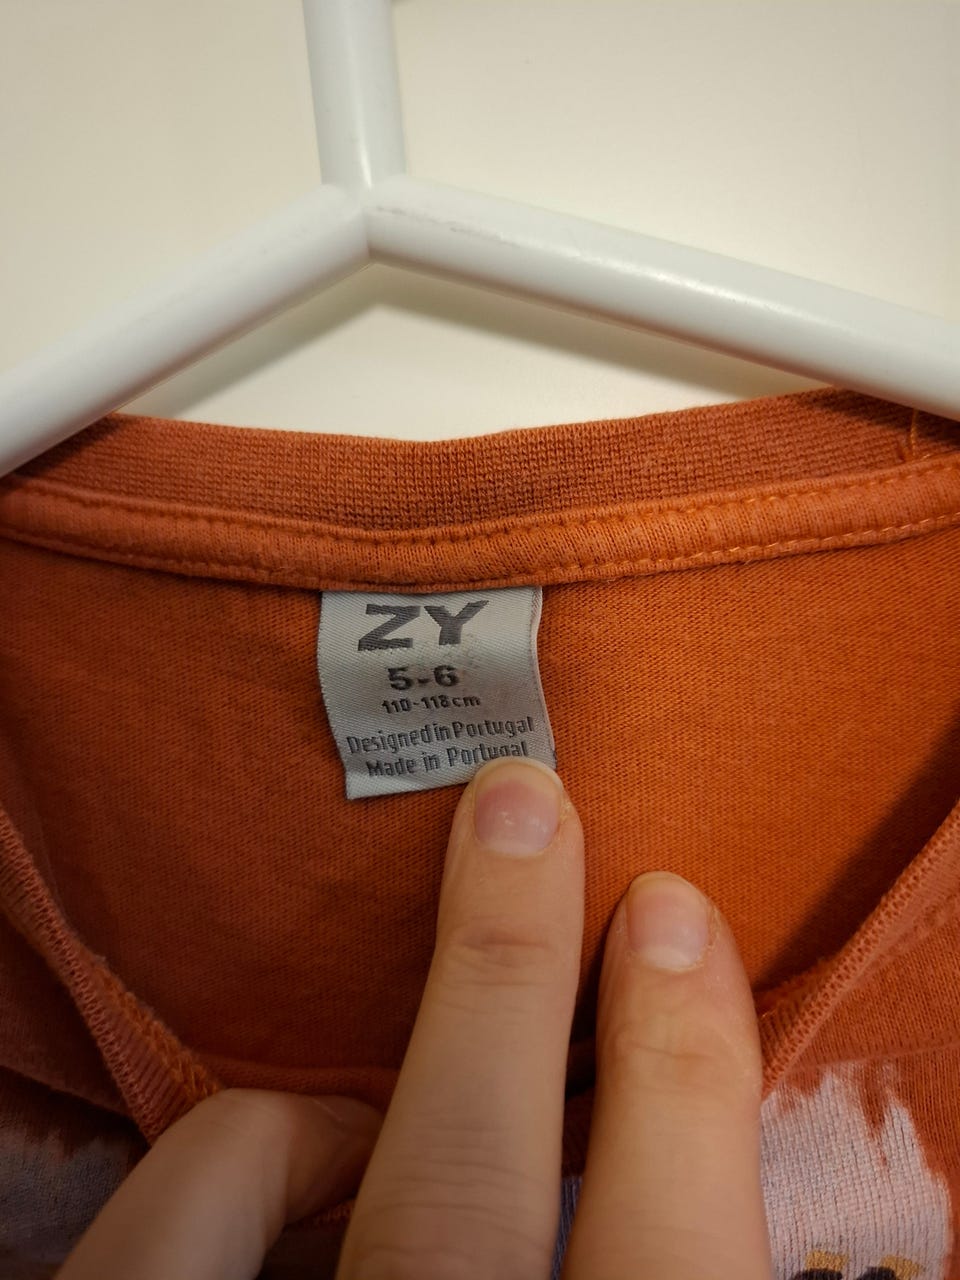 ZY
5-6
110-118cm
Designed in Portugal
Made in Portugal